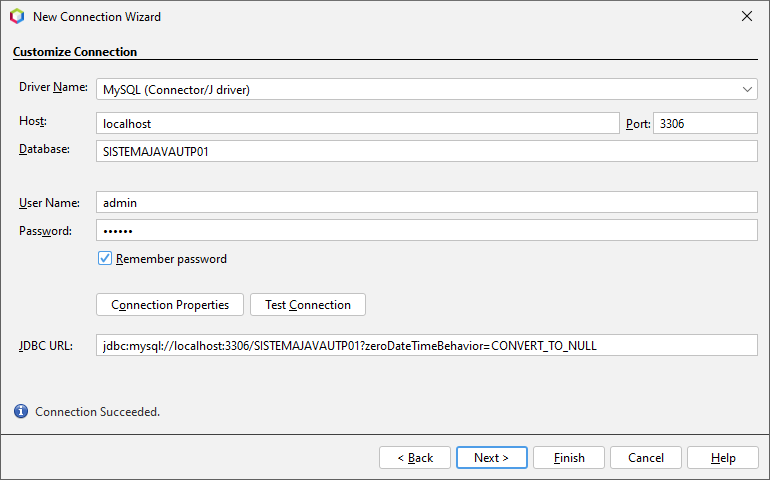 New Connection Wizard
Customize Connection
Driver Name: MySQL (Connector/J driver)
Host: localhost Port: 3306
Database: SISTEMAJAVAUTP01
User Name: admin
Password: ••••••
Remember password
Connection Properties Test Connection
JDBC URL: jdbc:mysql://localhost:3306/SISTEMAJAVAUTP01?zeroDateTimeBehavior=CONVERT_TO_NULL
Connection Succeeded.
< Back Next > Finish Cancel Help